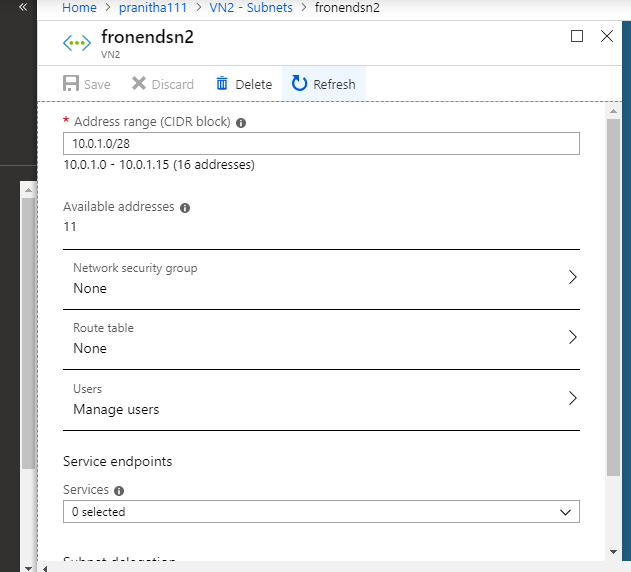 Home > pranitha111 > VN2 - Subnets > fronendsn2
fronendsn2
VN2
Save Discard Delete Refresh
* Address range (CIDR block)
10.0.1.0/28
10.0.1.0 - 10.0.1.15 (16 addresses)
Available addresses
11
Network security group
None
Route table
None
Users
Manage users
Service endpoints
Services
0 selected
Subnet delegation